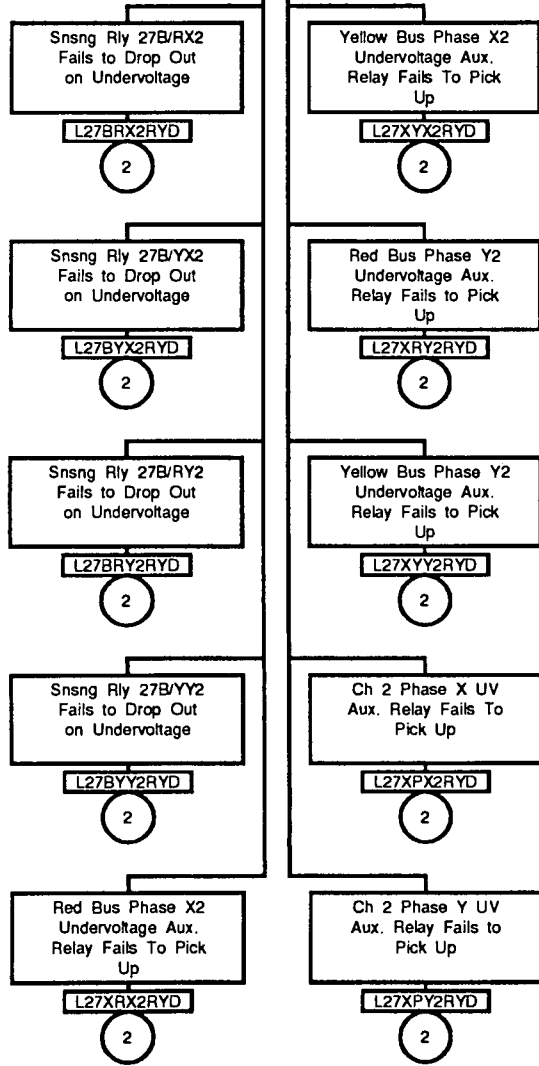 Snsng Rly 27B/RX2
Fails to Drop Out
on Undervoltage
L27BRX2RYD
2
Yellow Bus Phase X2
Undervoltage Aux.
Relay Fails To Pick
Up
L27XYX2RYD
2
Snsng Rly 27B/YX2
Fails to Drop Out
on Undervoltage
L27BYX2RYD
2
Red Bus Phase Y2
Undervoltage Aux.
Relay Fails to Pick
Up
L27XRY2RYD
2
Snsng Rly 27B/RY2
Fails to Drop Out
on Undervoltage
L27BRY2RYD
2
Yellow Bus Phase Y2
Undervoltage Aux.
Relay Fails to Pick
Up
L27XYY2RYD
2
Snsng Rly 27B/YY2
Fails to Drop Out
on Undervoltage
L27BYY2RYD
2
Ch 2 Phase X UV
Aux. Relay Fails To
Pick Up
L27XPX2RYD
2
Red Bus Phase X2
Undervoltage Aux.
Relay Fails To Pick
Up
L27XRX2RYD
2
Ch 2 Phase Y UV
Aux. Relay Fails to
Pick Up
L27XPY2RYD
2